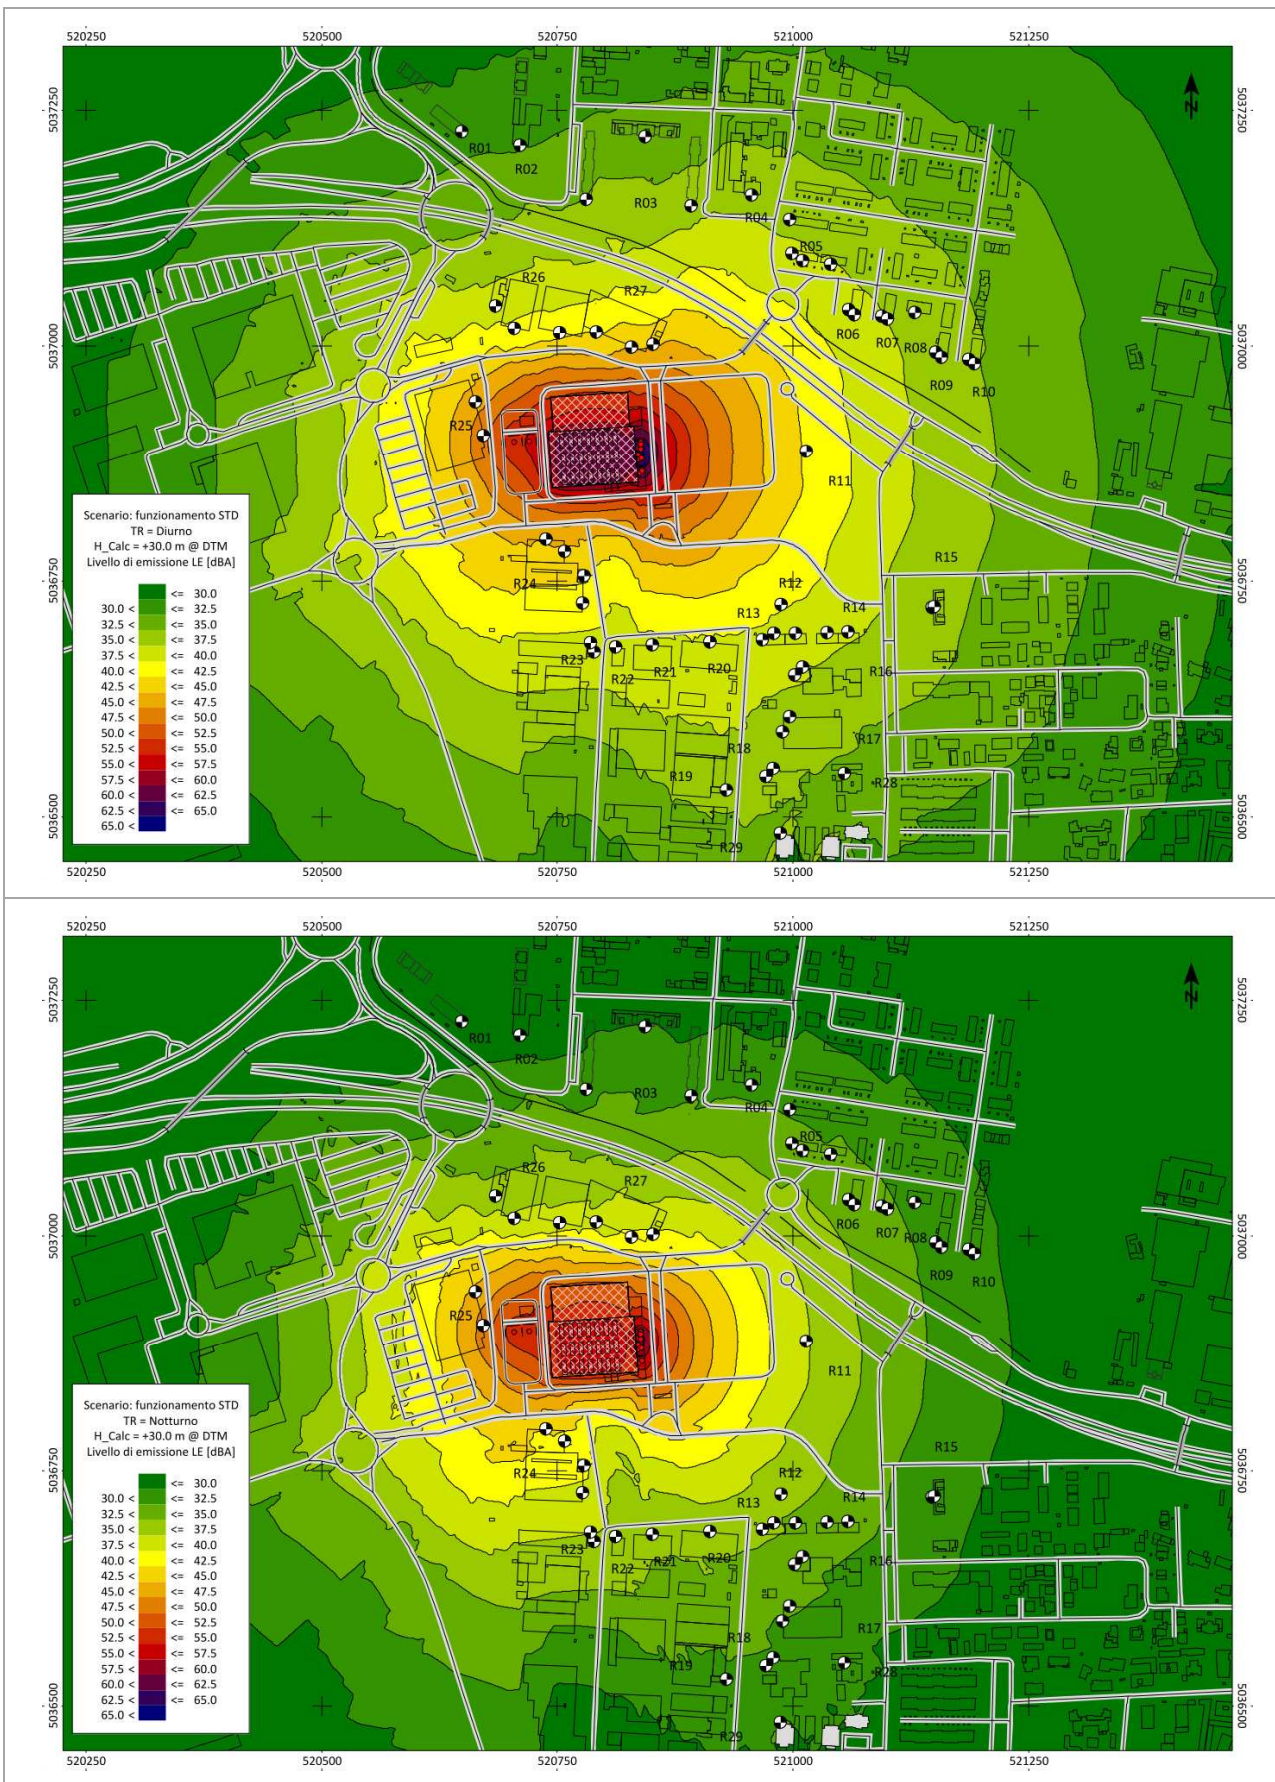 520250 520500 520750 521000 521250
5037250 5037250
N
R01
R02
R03
R04
R05
R26
R27
R06
R07
R08
R09
R10
5037000 5037000
R25
R11
Scenario: funzionamento STD
TR = Diurno
H_Calc = +30.0 m @ DTM
Livello di emissione LE [dBA]
<= 30.0
30.0 < <= 32.5
32.5 < <= 35.0
35.0 < <= 37.5
37.5 < <= 40.0
40.0 < <= 42.5
42.5 < <= 45.0
45.0 < <= 47.5
47.5 < <= 50.0
50.0 < <= 52.5
52.5 < <= 55.0
55.0 < <= 57.5
57.5 < <= 60.0
60.0 < <= 62.5
62.5 < <= 65.0
65.0 <
R15
5036750 5036750
R24
R12
R13
R14
R23
R22
R21
R20
R16
R17
R18
R19
R28
5036500 5036500
R29
520250 520500 520750 521000 521250
520250 520500 520750 521000 521250
5037250 5037250
N
R01
R02
R03
R04
R05
R26
R27
R06
R07
R08
R09
R10
5037000 5037000
R25
R11
Scenario: funzionamento STD
TR = Notturno
H_Calc = +30.0 m @ DTM
Livello di emissione LE [dBA]
<= 30.0
30.0 < <= 32.5
32.5 < <= 35.0
35.0 < <= 37.5
37.5 < <= 40.0
40.0 < <= 42.5
42.5 < <= 45.0
45.0 < <= 47.5
47.5 < <= 50.0
50.0 < <= 52.5
52.5 < <= 55.0
55.0 < <= 57.5
57.5 < <= 60.0
60.0 < <= 62.5
62.5 < <= 65.0
65.0 <
R15
5036750 5036750
R24
R12
R13
R14
R23
R22
R21
R20
R16
R17
R18
R19
R28
5036500 5036500
R29
520250 520500 520750 521000 521250